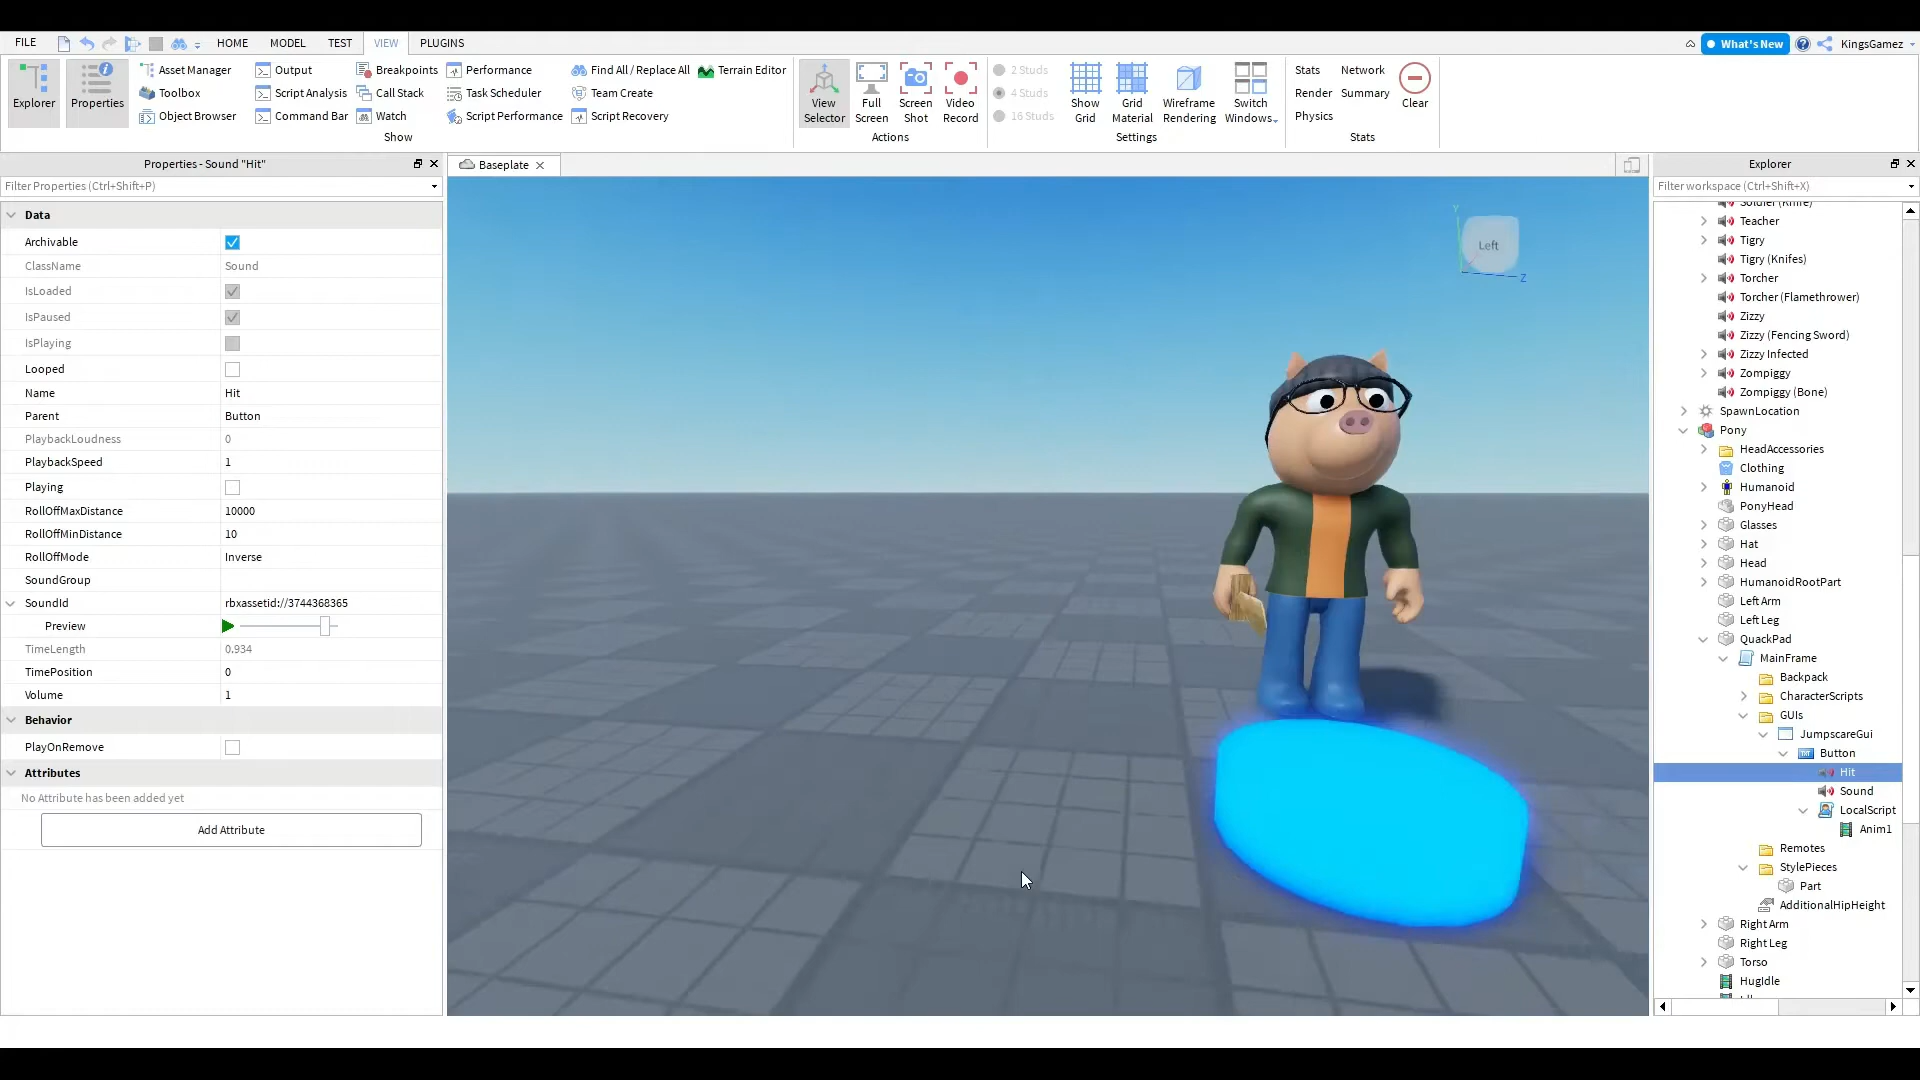 FILE HOME MODEL TEST VIEW PLUGINS What's New KingsGamez
Explorer Properties Asset Manager Toolbox Object Browser Output Script Analysis Command Bar Breakpoints Call Stack Watch Performance Task Scheduler Script Performance Find All / Replace All Team Create Script Recovery Terrain Editor
Show
View Selector Full Screen Screen Shot Video Record
Actions
2 Studs 4 Studs 16 Studs Show Grid Grid Material Wireframe Rendering Switch Windows
Settings
Stats Render Physics Network Summary Clear
Stats
Properties - Sound "Hit"
Filter Properties (Ctrl+Shift+P)
Data
Archivable
ClassName Sound
IsLoaded
IsPaused
IsPlaying
Looped
Name Hit
Parent Button
PlaybackLoudness 0
PlaybackSpeed 1
Playing
RollOffMaxDistance 10000
RollOffMinDistance 10
RollOffMode Inverse
SoundGroup
SoundId rbxassetid://3744368365
Preview
TimeLength 0.934
TimePosition 0
Volume 1
Behavior
PlayOnRemove
Attributes
No Attribute has been added yet
Add Attribute
Baseplate
Y
Left
Z
Explorer
Filter workspace (Ctrl+Shift+X)
Soldier (Knife)
Teacher
Tigry
Tigry (Knifes)
Torcher
Torcher (Flamethrower)
Zizzy
Zizzy (Fencing Sword)
Zizzy Infected
Zompiggy
Zompiggy (Bone)
SpawnLocation
Pony
HeadAccessories
Clothing
Humanoid
PonyHead
Glasses
Hat
Head
HumanoidRootPart
Left Arm
Left Leg
QuackPad
MainFrame
Backpack
CharacterScripts
GUIs
JumpscareGui
Button
Hit
Sound
LocalScript
Anim1
Remotes
StylePieces
Part
AdditionalHipHeight
Right Arm
Right Leg
Torso
HugIdle